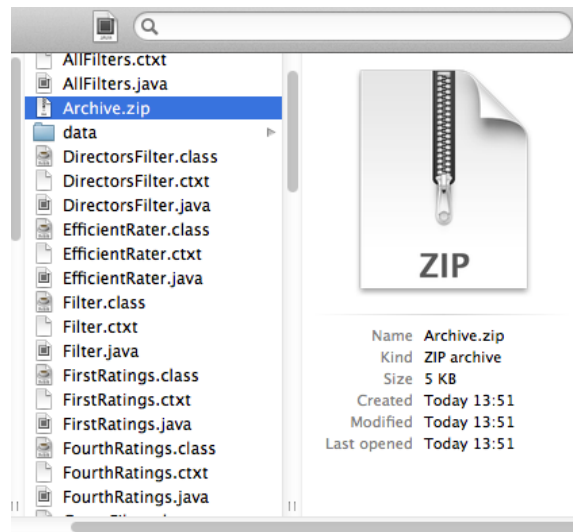 AllFilters.ctxt
AllFilters.java
Archive.zip
data
DirectorsFilter.class
DirectorsFilter.ctxt
DirectorsFilter.java
EfficientRater.class
EfficientRater.ctxt
EfficientRater.java
Filter.class
Filter.ctxt
Filter.java
FirstRatings.class
FirstRatings.ctxt
FirstRatings.java
FourthRatings.class
FourthRatings.ctxt
FourthRatings.java
ZIP
Name Archive.zip
Kind ZIP archive
Size 5 KB
Created Today 13:51
Modified Today 13:51
Last opened Today 13:51